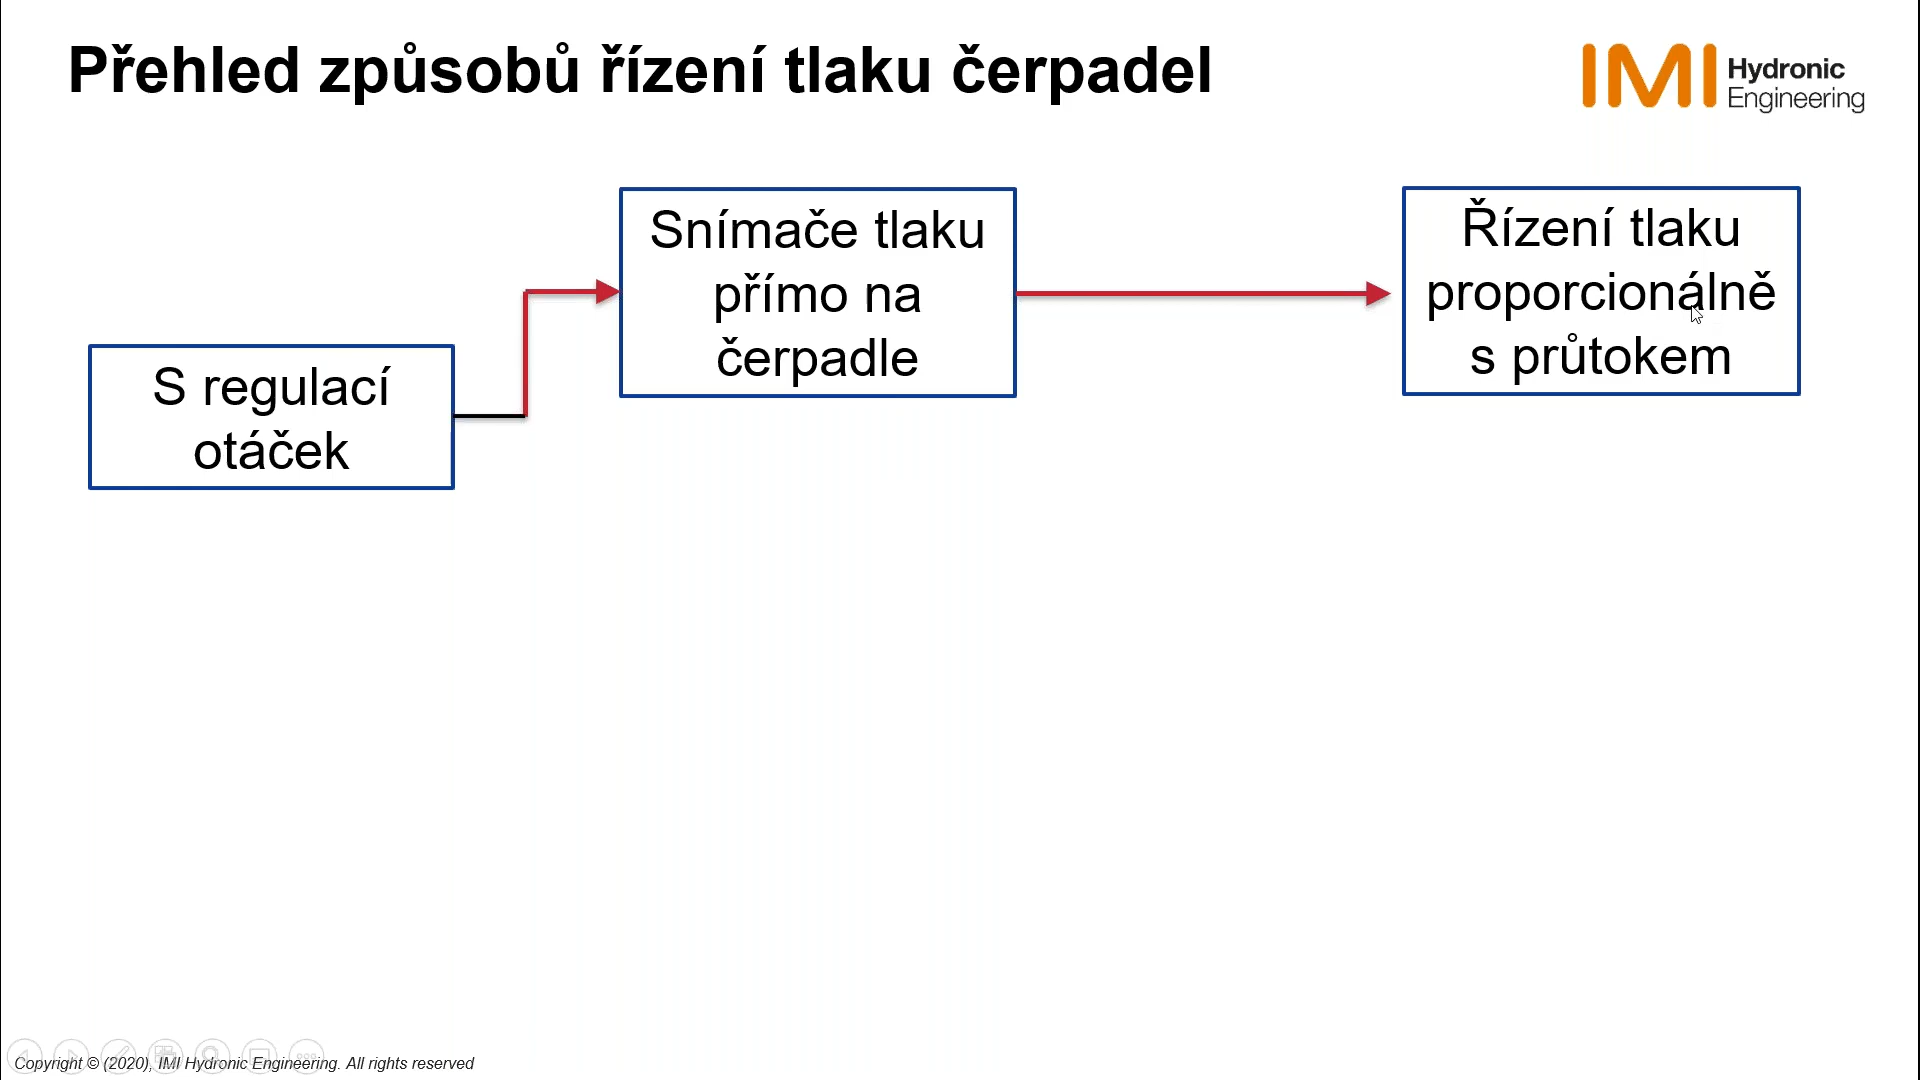 Přehled způsobů řízení tlaku čerpadel
IMI Hydronic
Engineering
Snímače tlaku
přímo na
čerpadle
Řízení tlaku
proporcionálně
s průtokem
S regulací
otáček
Copyright © (2020), IMI Hydronic Engineering. All rights reserved